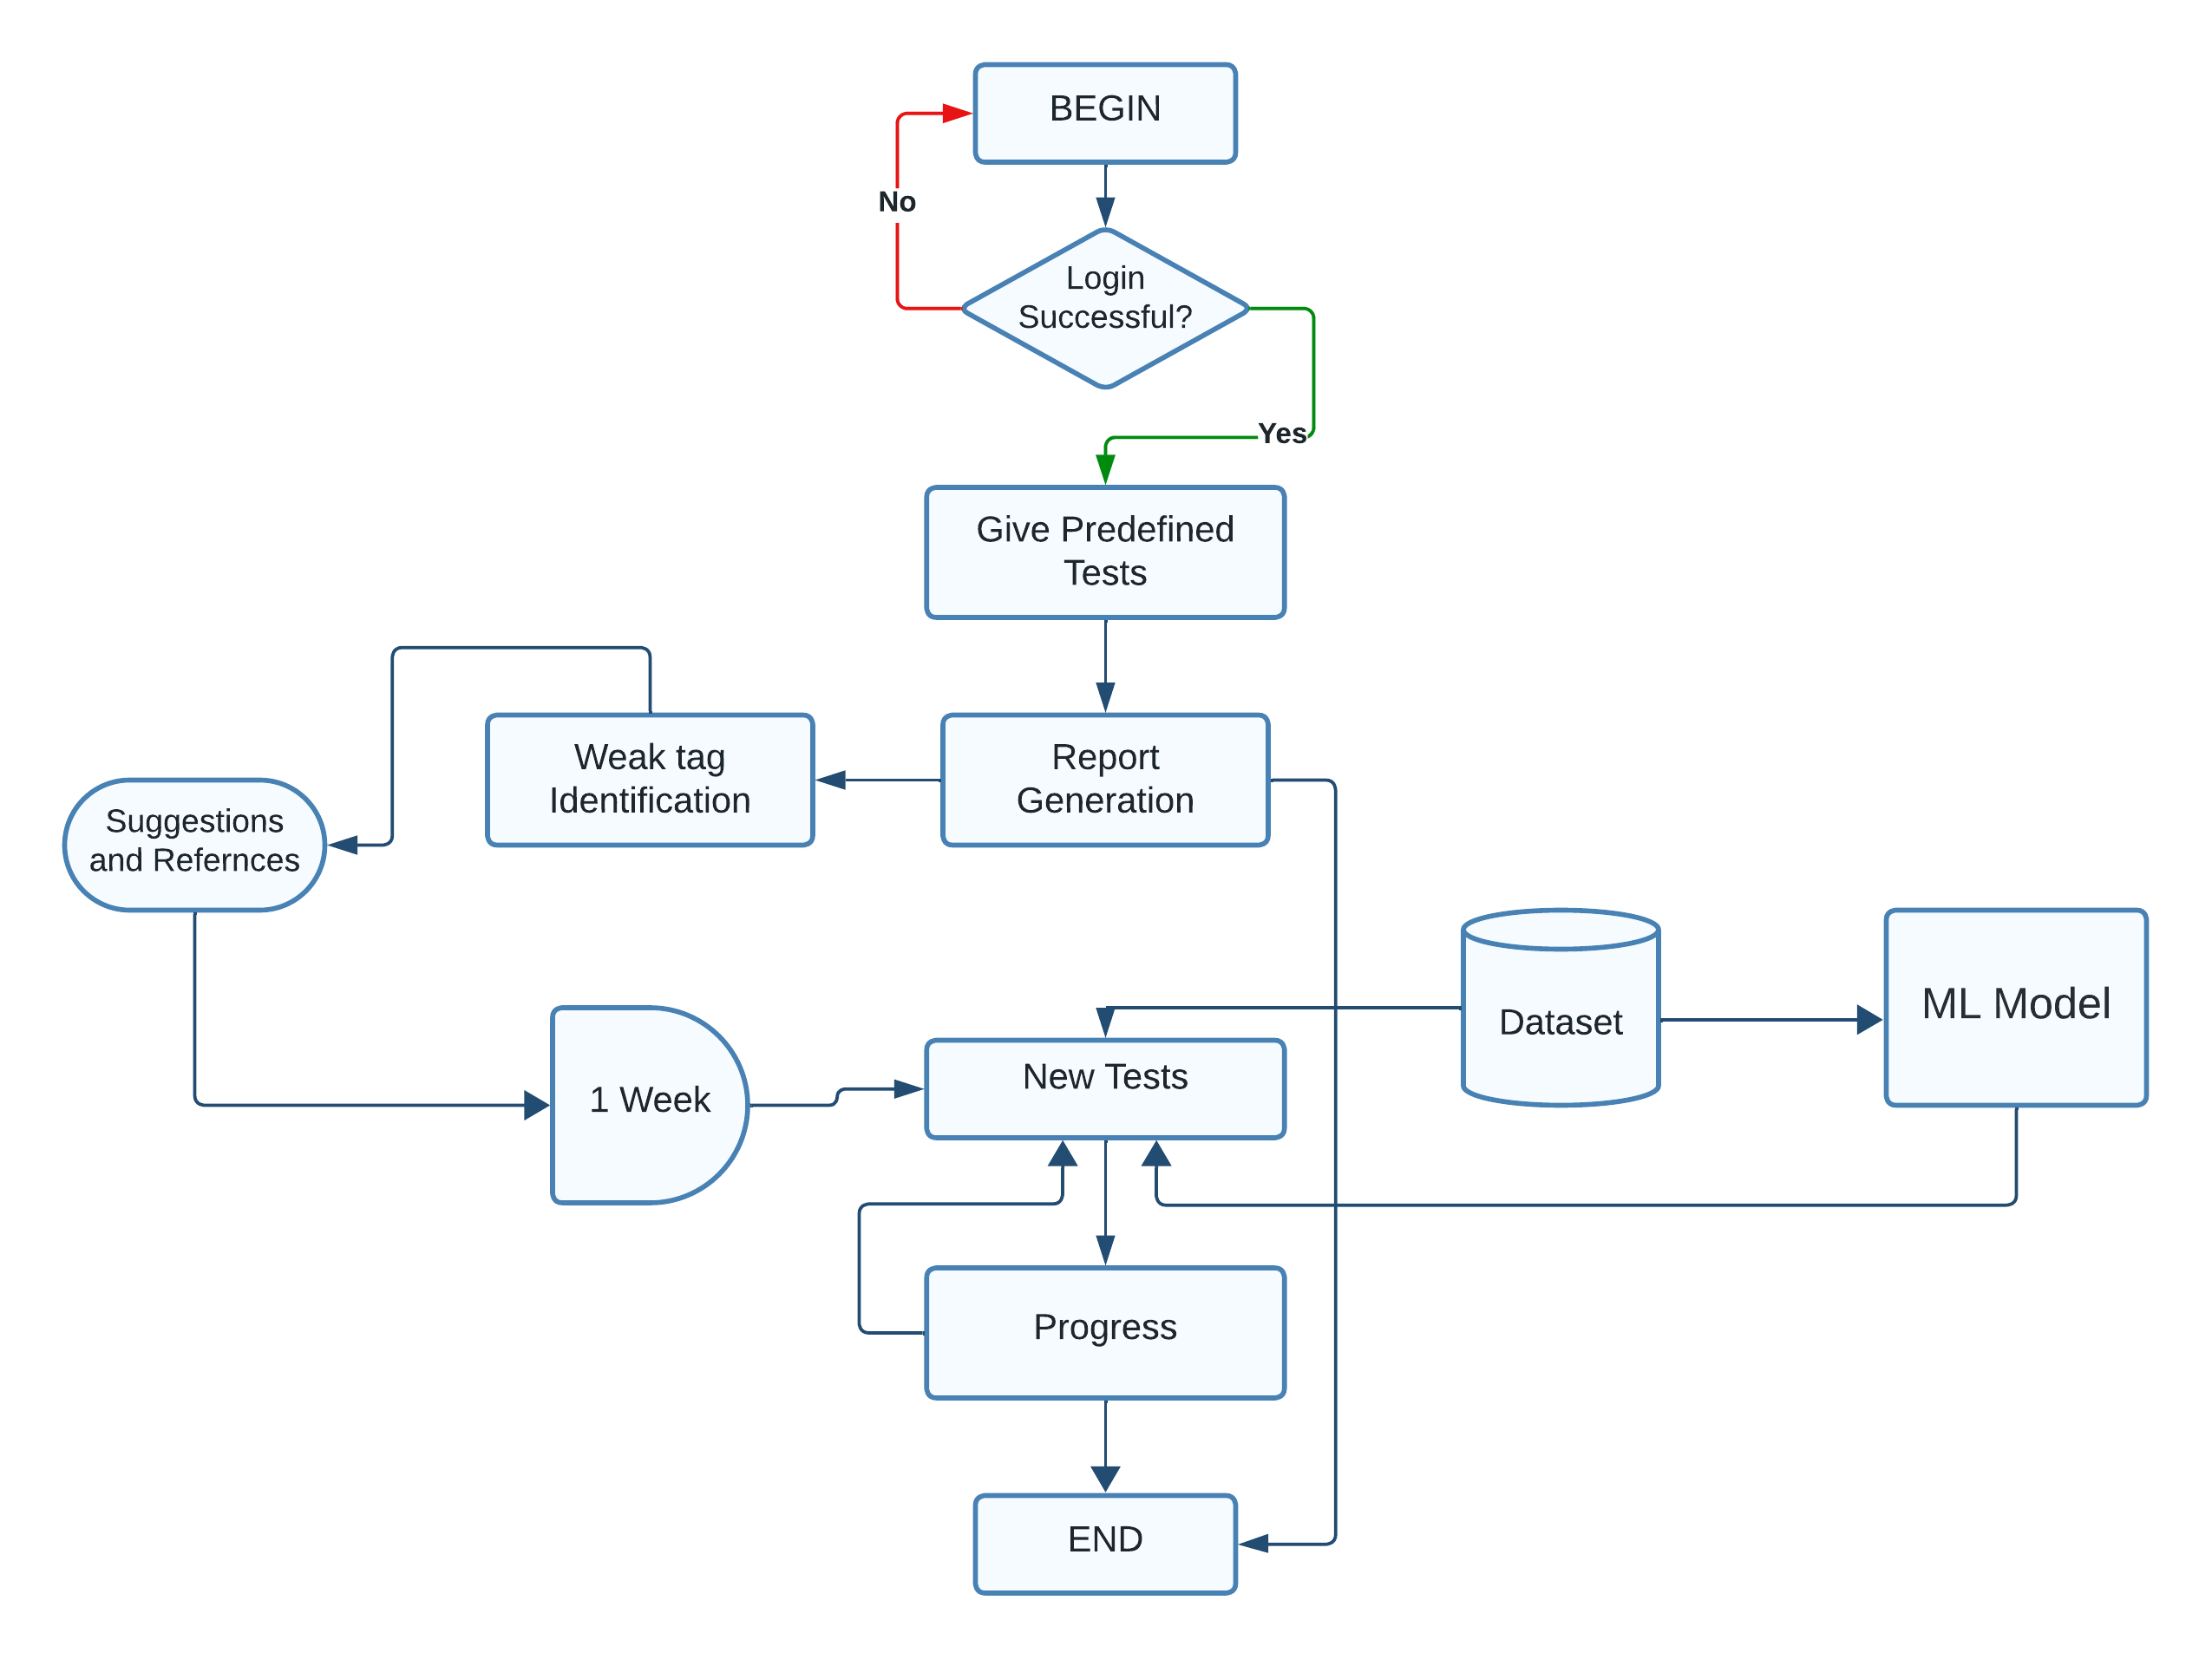 BEGIN
No
Login
Successful?
Yes
Give Predefined
Tests
Weak tag
Identification
Report
Generation
Suggestions
and Refernces
Dataset
ML Model
1 Week
New Tests
Progress
END